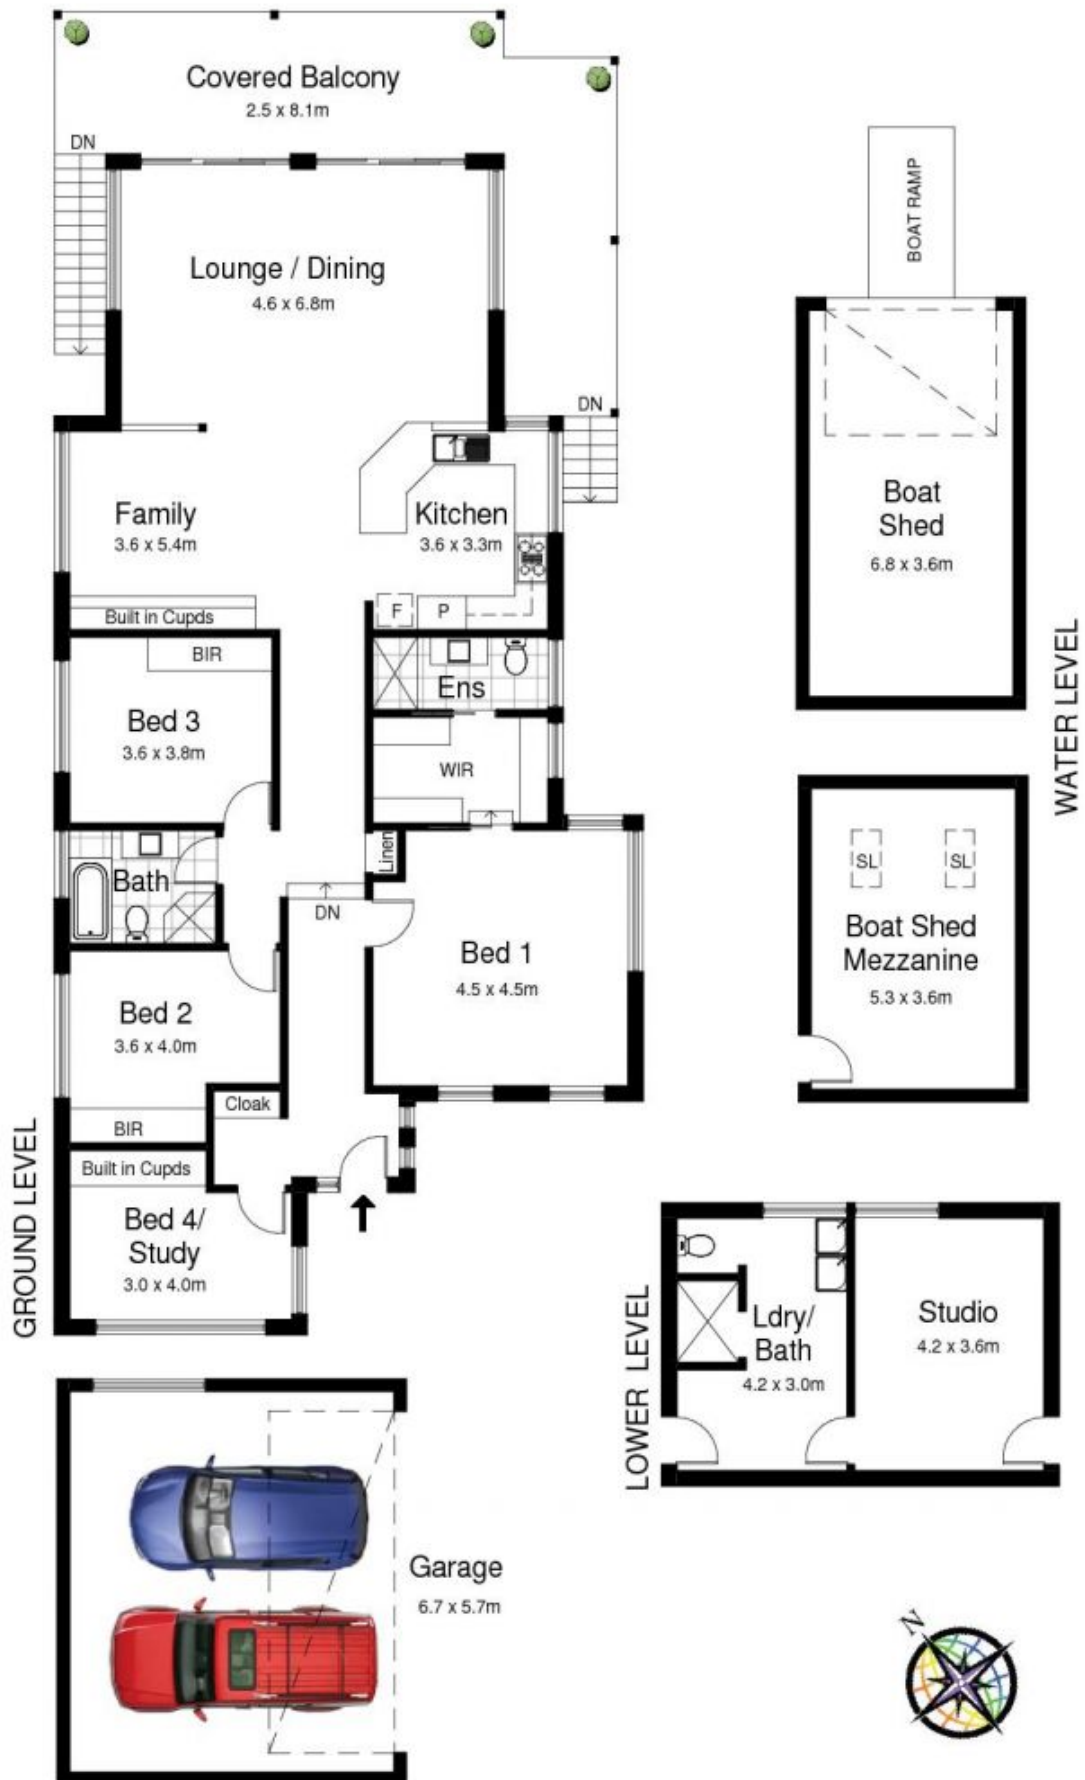 Covered Balcony
2.5 x 8.1m
DN
Lounge / Dining
4.6 x 6.8m
DN
Family
3.6 x 5.4m
Kitchen
3.6 x 3.3m
F
P
Built in Cupds
BIR
Ens
Bed 3
3.6 x 3.8m
WIR
Linen
Bath
DN
Bed 1
4.5 x 4.5m
Bed 2
3.6 x 4.0m
Cloak
BIR
Built in Cupds
Bed 4/
Study
3.0 x 4.0m
GROUND LEVEL
Garage
6.7 x 5.7m
BOAT RAMP
Boat
Shed
6.8 x 3.6m
WATER LEVEL
SL
SL
Boat Shed
Mezzanine
5.3 x 3.6m
Ldry/
Bath
4.2 x 3.0m
Studio
4.2 x 3.6m
LOWER LEVEL
N